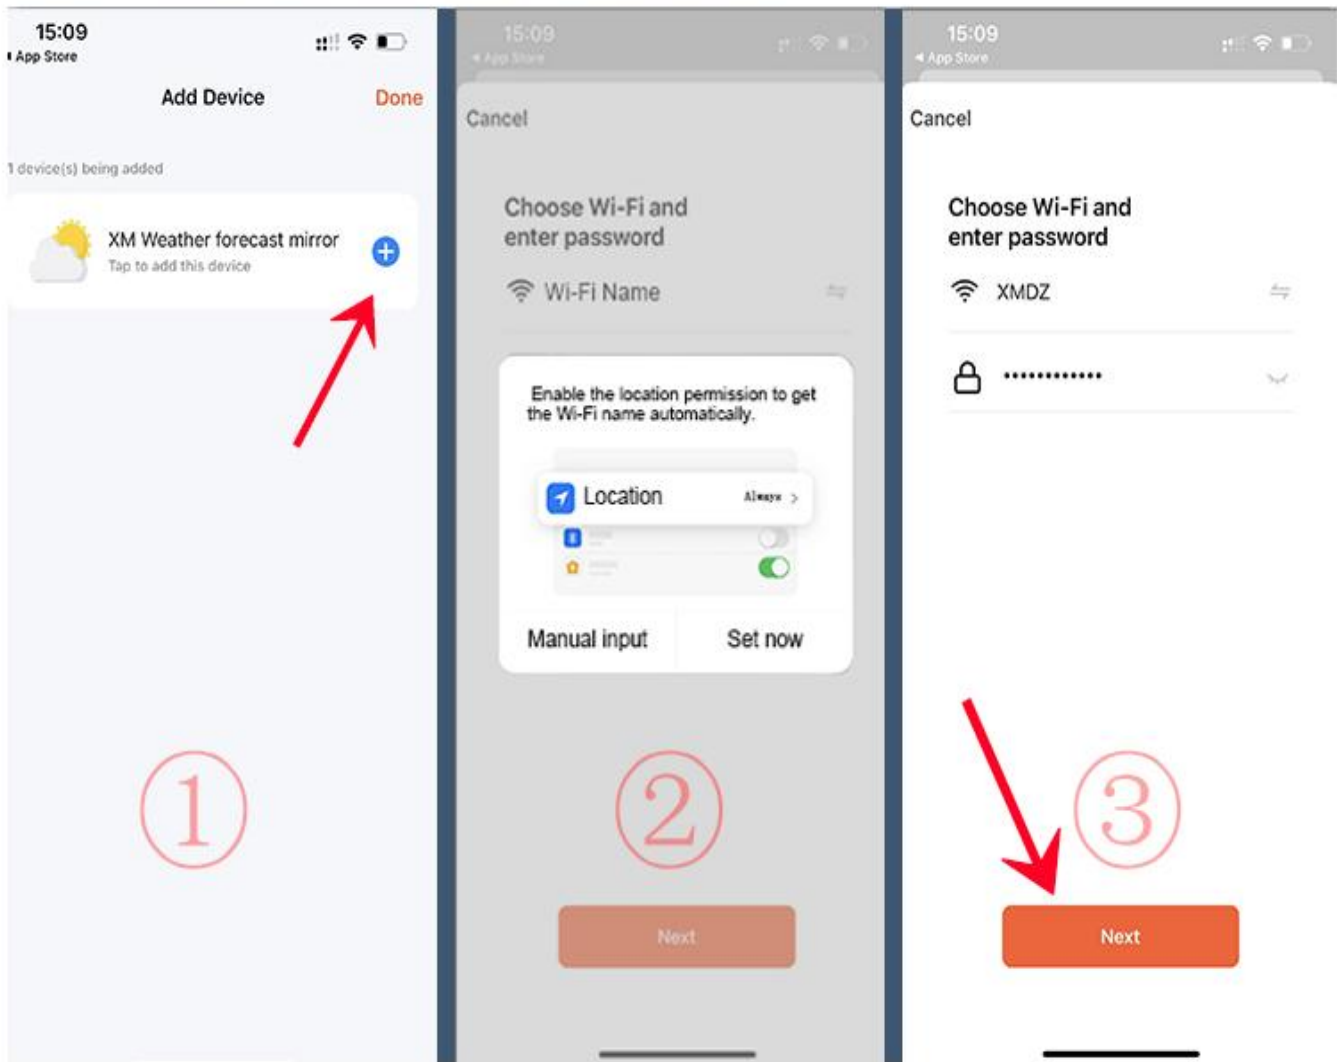 15:09
App Store
Add Device
Done
1 device(s) being added
XM Weather forecast mirror
Tap to add this device
①
15:09
App Store
Cancel
Choose Wi-Fi and
enter password
Wi-Fi Name
Enable the location permission to get
the Wi-Fi name automatically.
Location
Always >
Manual input
Set now
②
Next
15:09
App Store
Cancel
Choose Wi-Fi and
enter password
XMDZ
••••••••••••
③
Next